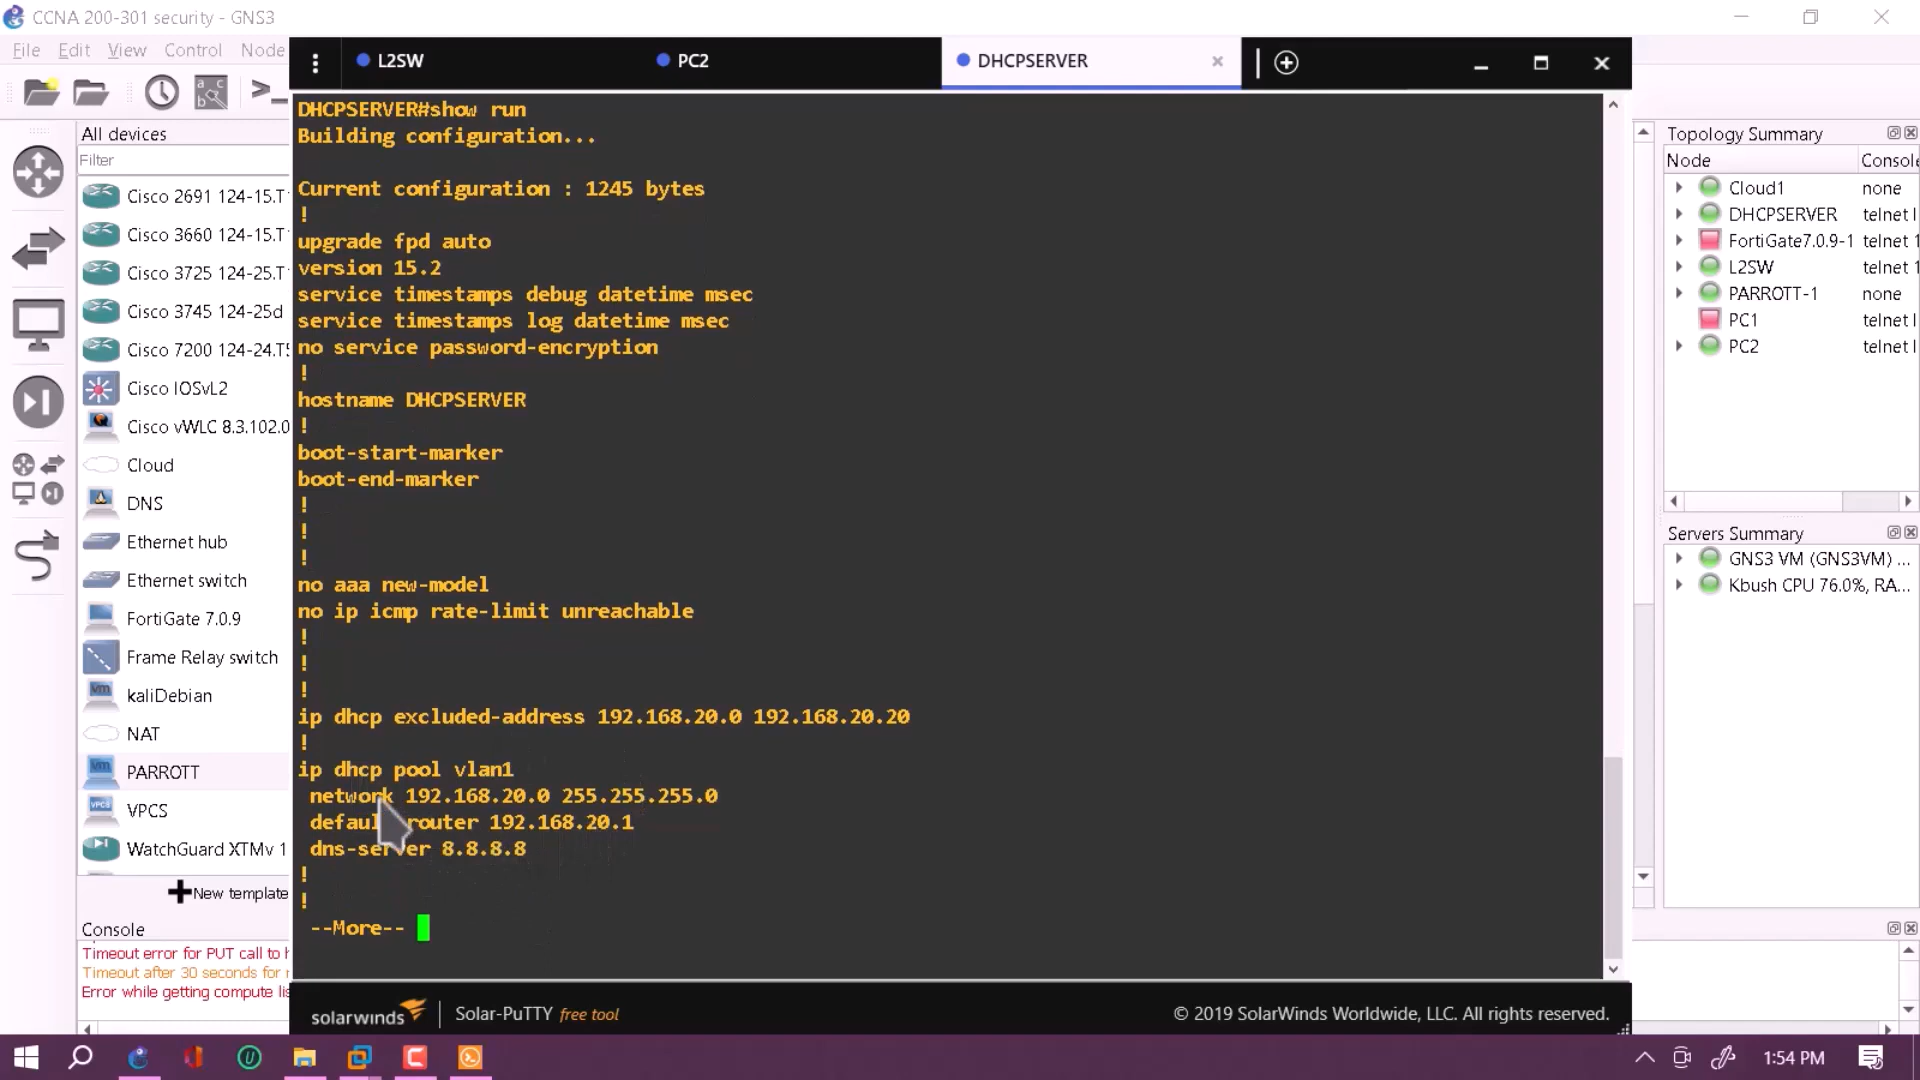 CCNA 200-301 security - GNS3
File Edit View Control Node
L2SW
PC2
DHCPSERVER
All devices
Filter
Cisco 2691 124-15.T
Cisco 3660 124-15.T
Cisco 3725 124-25.T
Cisco 3745 124-25d
Cisco 7200 124-24.T
Cisco IOSvL2
Cisco vWLC 8.3.102.0
Cloud
DNS
Ethernet hub
Ethernet switch
FortiGate 7.0.9
Frame Relay switch
kaliDebian
NAT
PARROTT
VPCS
WatchGuard XTMv 1
New template
Console
Timeout error for PUT call to
Timeout after 30 seconds for
Error while getting compute
DHCPSERVER#show run
Building configuration...
Current configuration : 1245 bytes
!
upgrade fpd auto
version 15.2
service timestamps debug datetime msec
service timestamps log datetime msec
no service password-encryption
!
hostname DHCPSERVER
!
boot-start-marker
boot-end-marker
!
!
!
no aaa new-model
no ip icmp rate-limit unreachable
!
!
!
ip dhcp excluded-address 192.168.20.0 192.168.20.20
!
ip dhcp pool vlan1
network 192.168.20.0 255.255.255.0
router 192.168.20.1
dns-server 8.8.8.8
!
!
--More--
solarwinds
Solar-PuTTY free tool
© 2019 SolarWinds Worldwide, LLC. All rights reserved.
Topology Summary
Node Console
Cloud1 none
DHCPSERVER telnet l
FortiGate7.0.9-1 telnet 1
L2SW telnet 1
PARROTT-1 none
PC1 telnet l
PC2 telnet l
Servers Summary
GNS3 VM (GNS3VM) ...
Kbush CPU 76.0%, RA...
1:54 PM